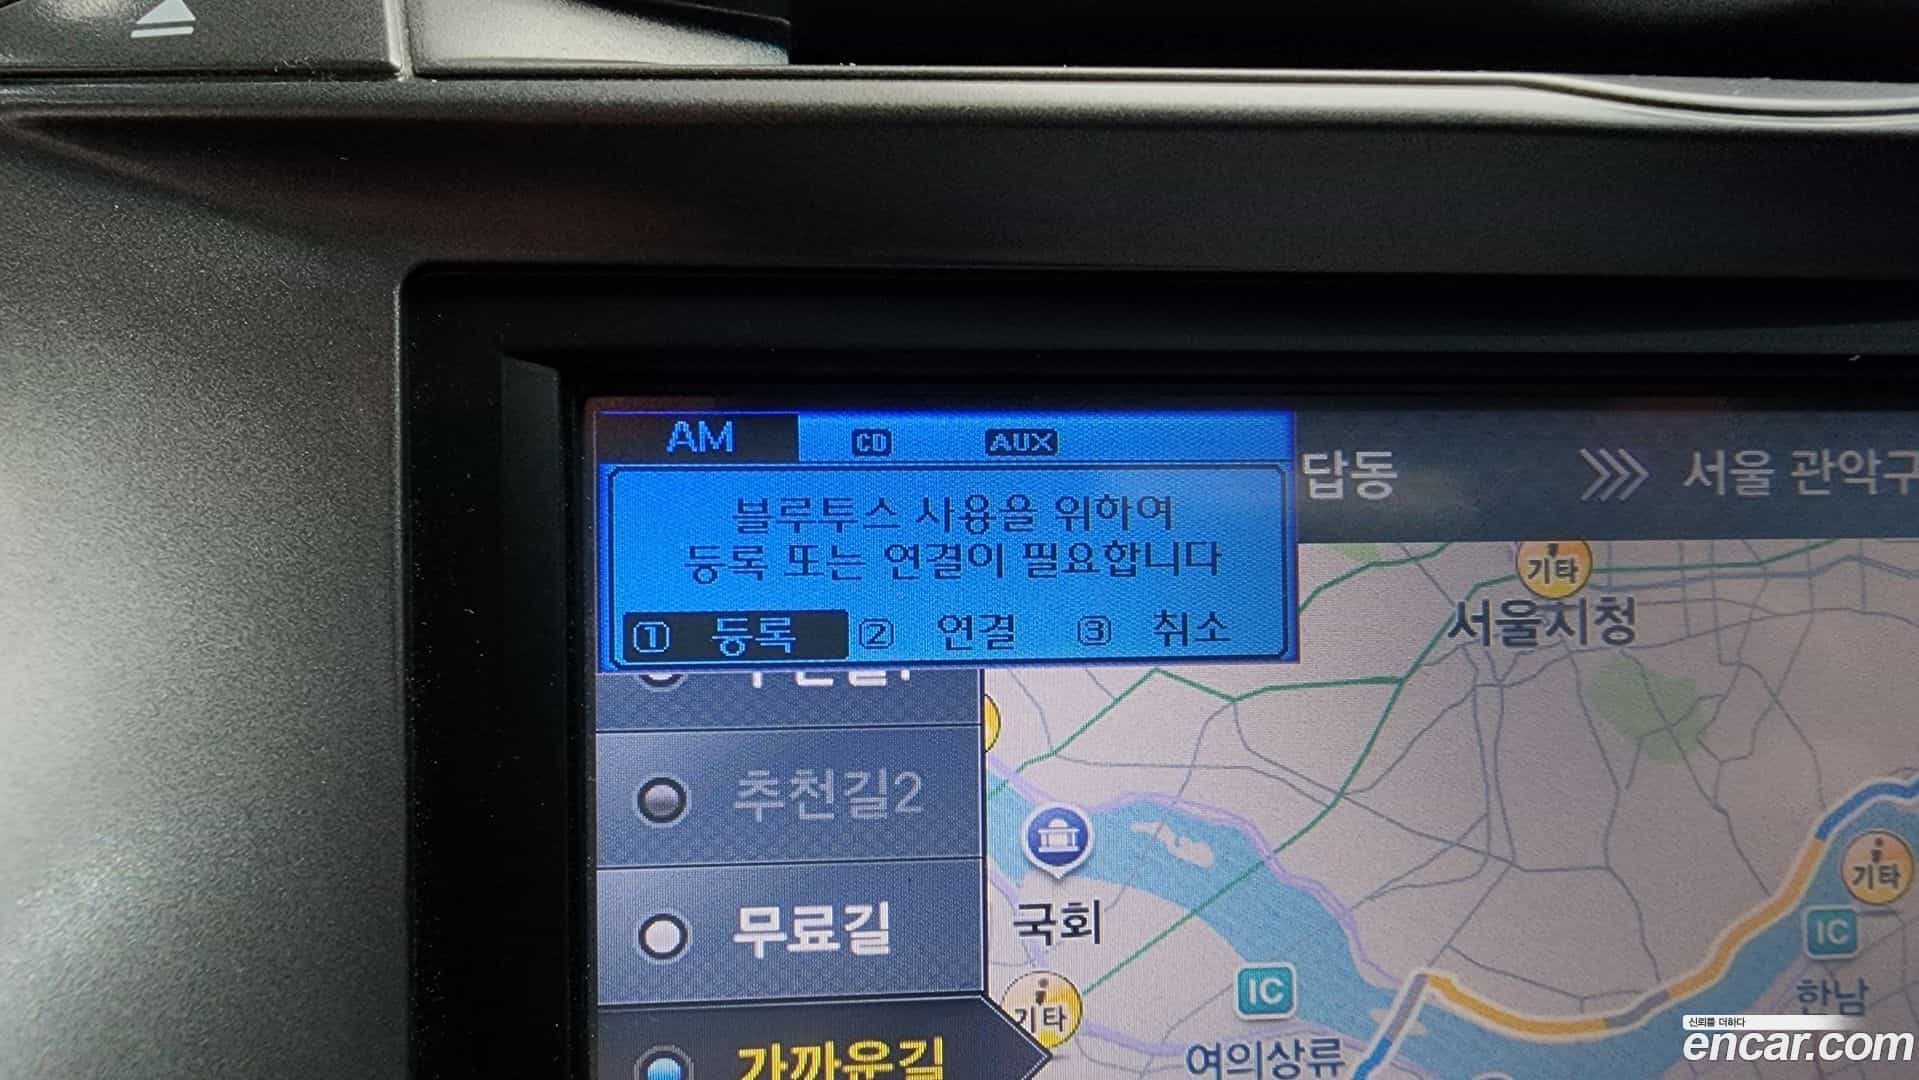 AM CD AUX
블루투스 사용을 위하여
등록 또는 연결이 필요합니다
① 등록 ② 연결 ③ 취소
답동 서울 관악구
기타
서울시청
추천길2
무료길
가까운길
국회
기타
IC
여의상류
기타
IC
한남
신뢰를 더하다
encar.com